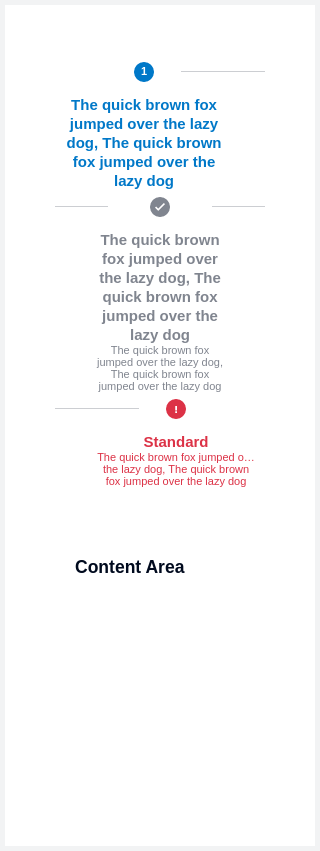 1
The quick brown fox
jumped over the lazy
dog, The quick brown
fox jumped over the
lazy dog
The quick brown
fox jumped over
the lazy dog, The
quick brown fox
jumped over the
lazy dog
The quick brown fox
jumped over the lazy dog,
The quick brown fox
jumped over the lazy dog
!
Standard
The quick brown fox jumped o…
the lazy dog, The quick brown
fox jumped over the lazy dog
Content Area